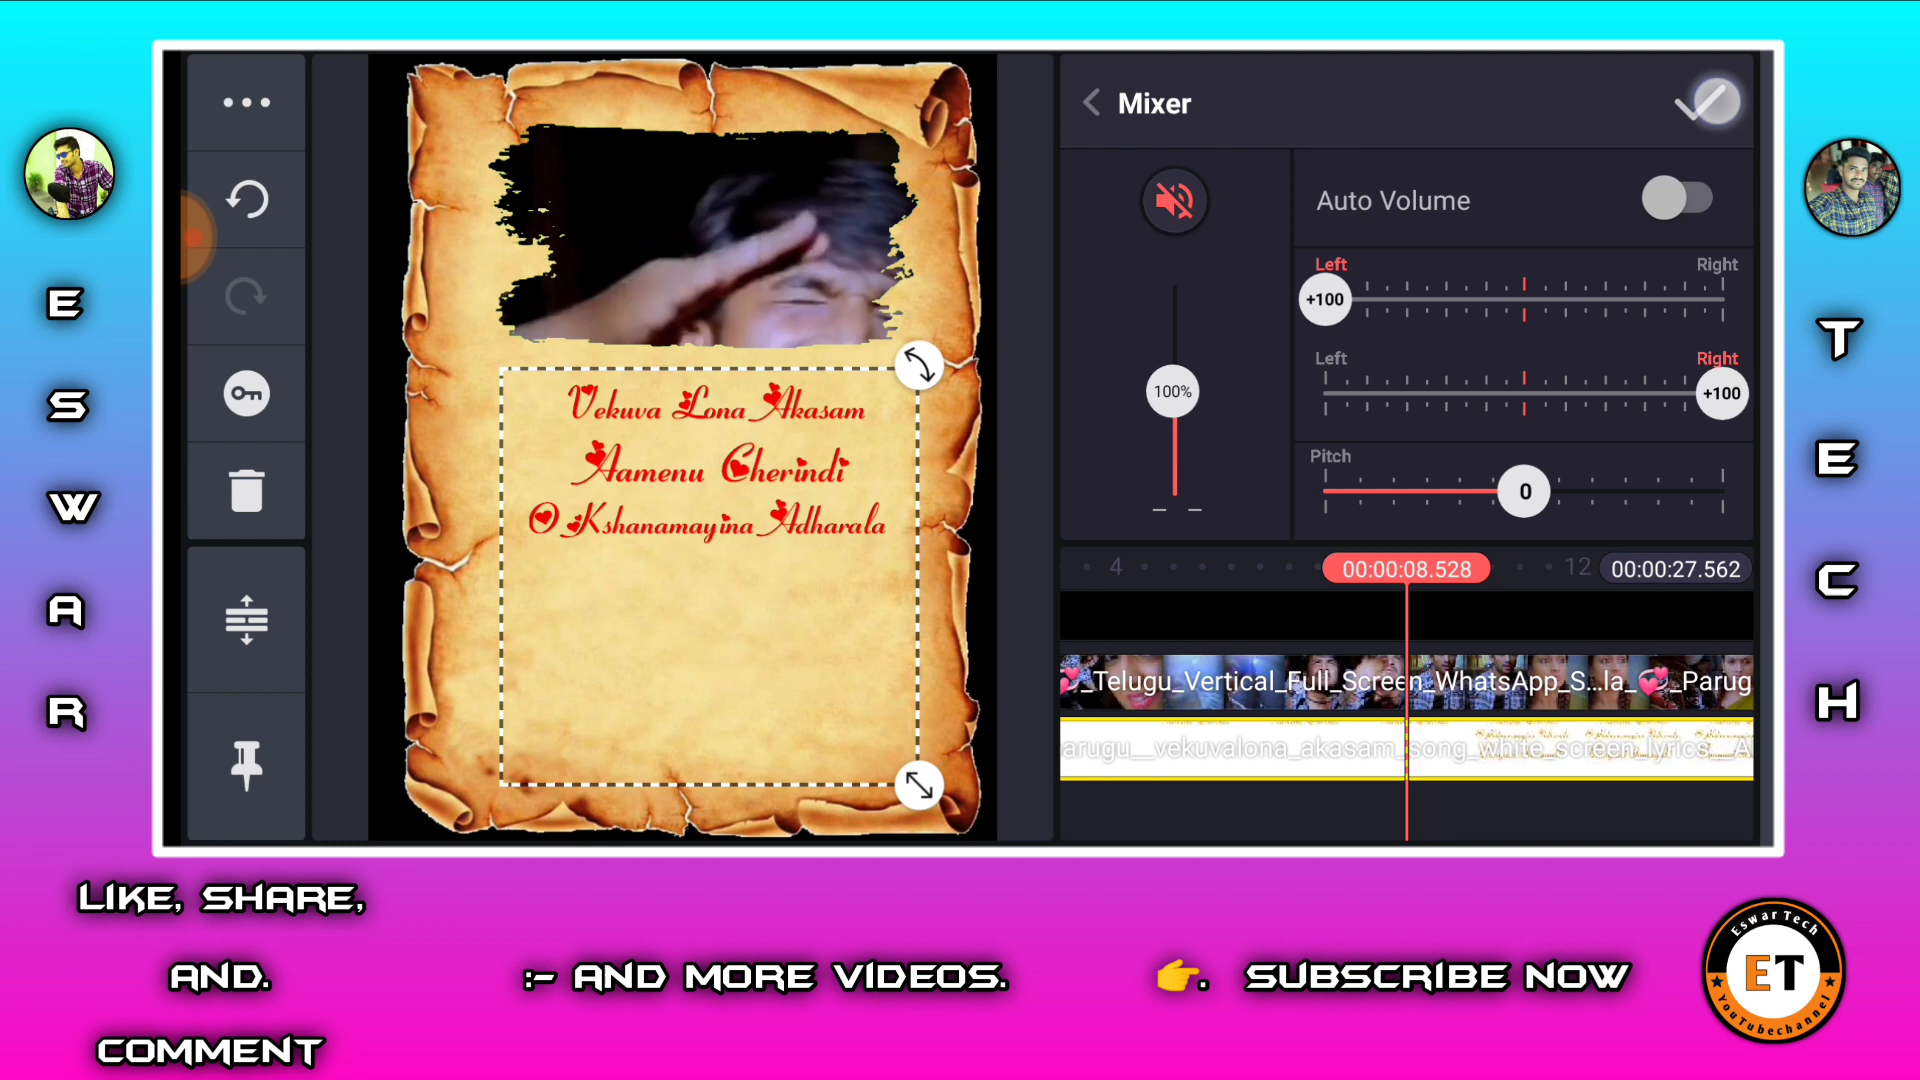 Mixer
Auto Volume
Left Right
+100
100%
Left Right
+100
Pitch
0
Vekuva Lona Akasam
Aamenu Cherindi
O Kshanamayina Adharala
4 00:00:08.528 12 00:00:27.562
_Telugu_Vertical_Full_Screen_WhatsApp_S...la_💞_Parug
arugu__vekuvalona_akasam_song_white_screen_lyrics__A
ESWAR
TECH
LIKE, SHARE,
AND.
COMMENT
:- AND MORE VIDEOS.
👉. SUBSCRIBE NOW
Eswar Tech
ET
YouTubechannel